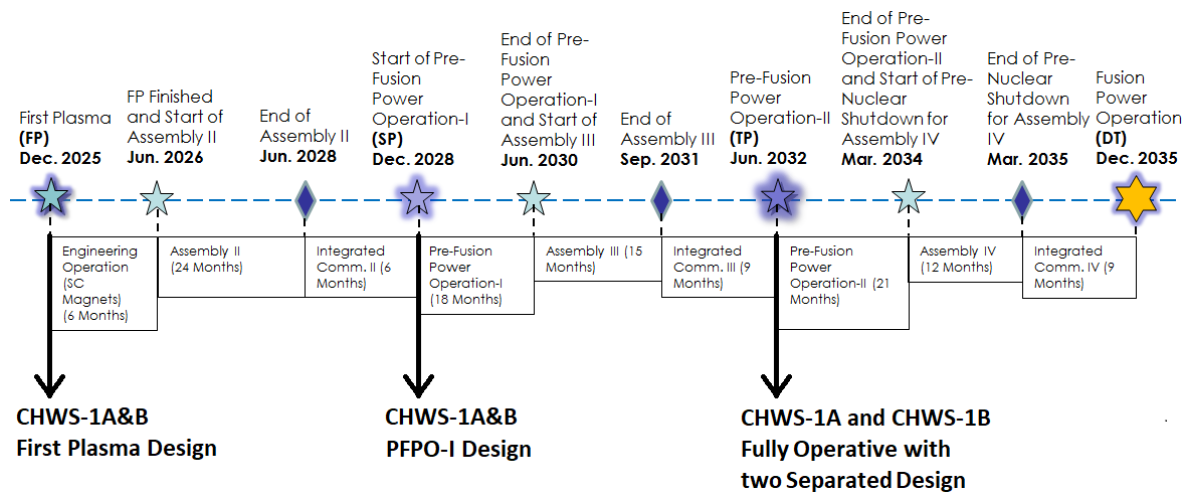 First Plasma
(FP)
Dec. 2025
FP Finished
and Start of
Assembly II
Jun. 2026
End of
Assembly II
Jun. 2028
Start of Pre-
Fusion
Power
Operation-I
(SP)
Dec. 2028
End of Pre-
Fusion
Power
Operation-I
and Start of
Assembly III
Jun. 2030
End of
Assembly III
Sep. 2031
Pre-Fusion
Power
Operation-II
(TP)
Jun. 2032
End of Pre-
Fusion Power
Operation-II
and Start of Pre-
Nuclear
Shutdown for
Assembly IV
Mar. 2034
End of Pre-
Nuclear
Shutdown
for Assembly
IV
Mar. 2035
Fusion
Power
Operation
(DT)
Dec. 2035
Engineering
Operation
(SC
Magnets)
(6 Months)
Assembly II
(24 Months)
Integrated
Comm. II (6
Months)
Pre-Fusion
Power
Operation-I
(18 Months)
Assembly III (15
Months)
Integrated
Comm. III (9
Months)
Pre-Fusion
Power
Operation-II (21
Months)
Assembly IV
(12 Months)
Integrated
Comm. IV (9
Months)
CHWS-1A&B
First Plasma Design
CHWS-1A&B
PFPO-I Design
CHWS-1A and CHWS-1B
Fully Operative with
two Separated Design